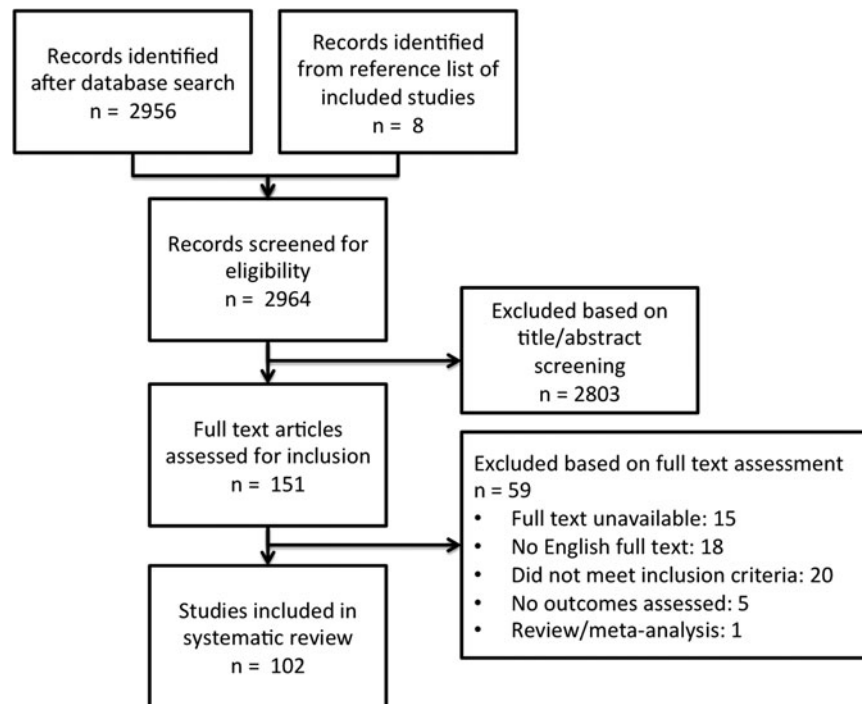 Records identified
after database search
n = 2956
Records identified
from reference list of
included studies
n = 8
Records screened for
eligibility
n = 2964
Excluded based on
title/abstract
screening
n = 2803
Full text articles
assessed for inclusion
n = 151
Excluded based on full text assessment
n = 59
• Full text unavailable: 15
• No English full text: 18
• Did not meet inclusion criteria: 20
• No outcomes assessed: 5
• Review/meta-analysis: 1
Studies included in
systematic review
n = 102